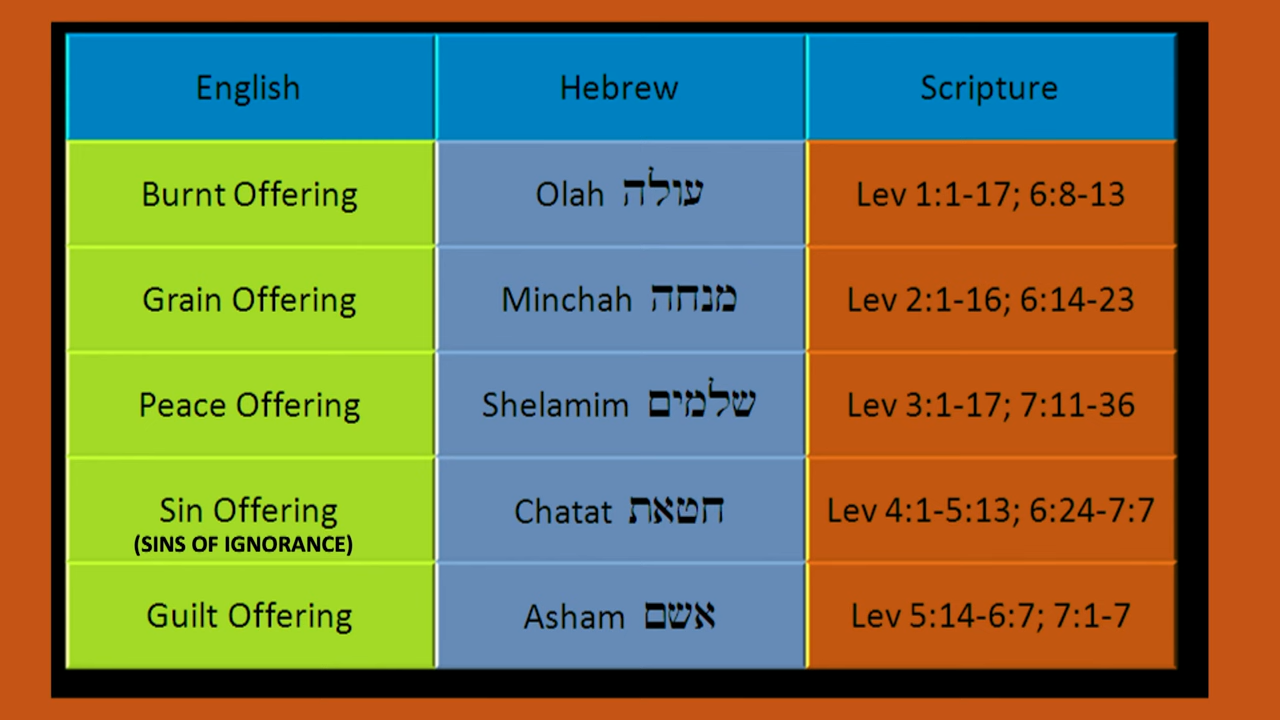 English Hebrew Scripture
Burnt Offering Olah עולה Lev 1:1-17; 6:8-13
Grain Offering Minchah מנחה Lev 2:1-16; 6:14-23
Peace Offering Shelamim שלמים Lev 3:1-17; 7:11-36
Sin Offering Chatat חטאת Lev 4:1-5:13; 6:24-7:7
(SINS OF IGNORANCE)
Guilt Offering Asham אשם Lev 5:14-6:7; 7:1-7